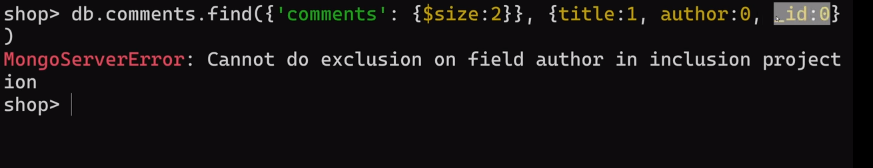 shop> db.comments.find({'comments': {$size:2}}, {title:1, author:0, _id:0}
)
MongoServerError: Cannot do exclusion on field author in inclusion project
ion
shop>